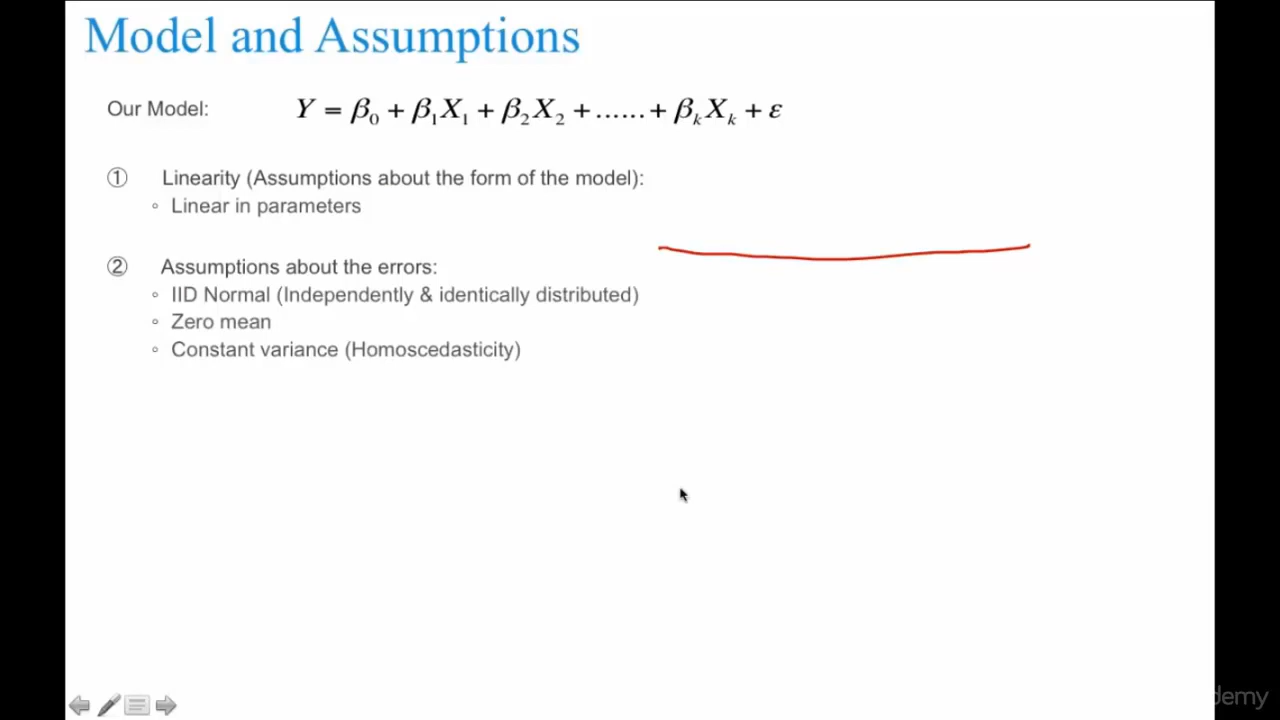 Model and Assumptions
Our Model: Y = β₀ + β₁X₁ + β₂X₂ + ...... + βₖXₖ + ε
① Linearity (Assumptions about the form of the model):
◦ Linear in parameters
② Assumptions about the errors:
◦ IID Normal (Independently & identically distributed)
◦ Zero mean
◦ Constant variance (Homoscedasticity)
demy